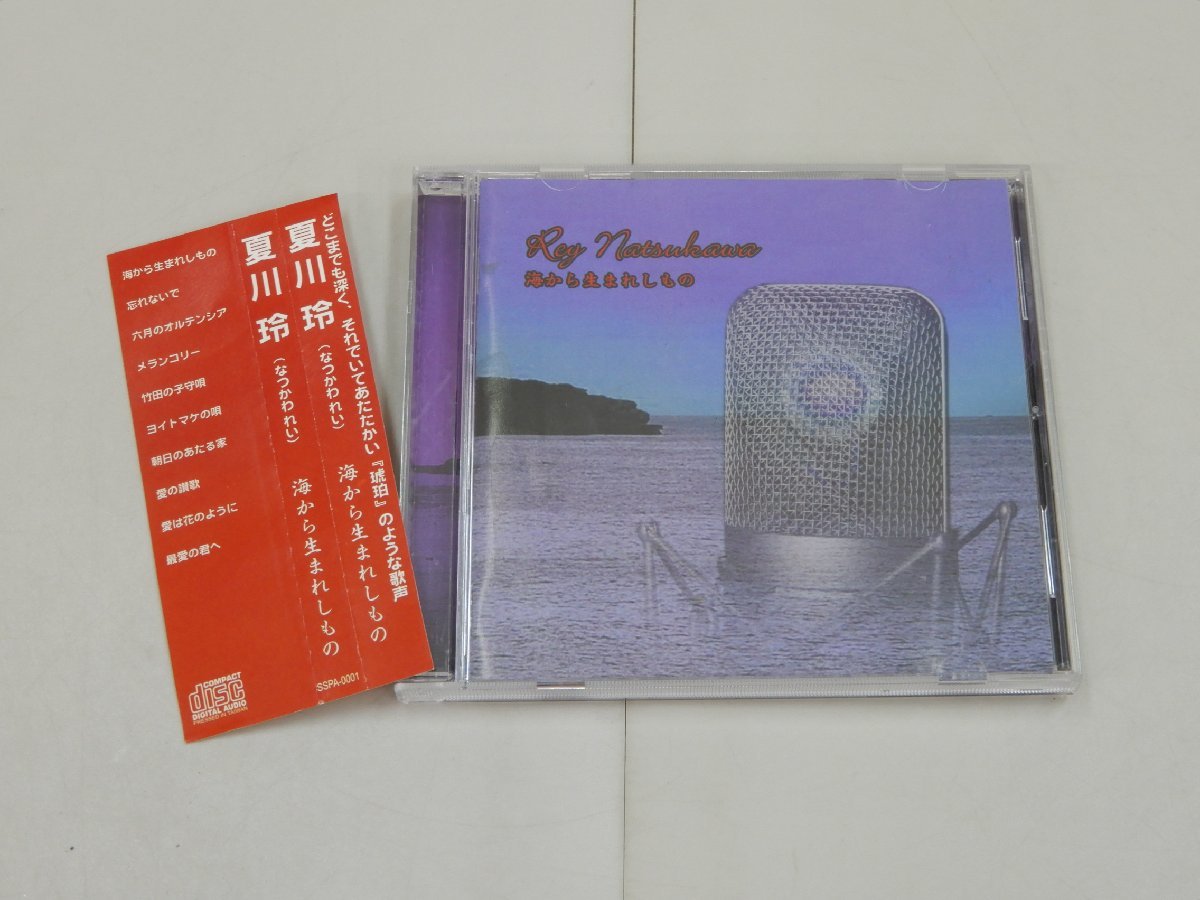 どこまでも深く、それでいてあたたかい『琥珀』のような歌声
夏川 玲
(なつかわれい)
海から生まれしもの
夏川 玲
(なつかわれい)
海から生まれしもの
海から生まれしもの
忘れないで
六月のオルテンシア
メランコリー
竹田の子守唄
ヨイトマケの唄
朝日のあたる家
愛の讃歌
愛は花のように
最愛の君へ
COMPACT
disc
DIGITAL AUDIO
PRESSED IN TAIWAN
SSPA-0001
Rey Natsukawa
海から生まれしもの